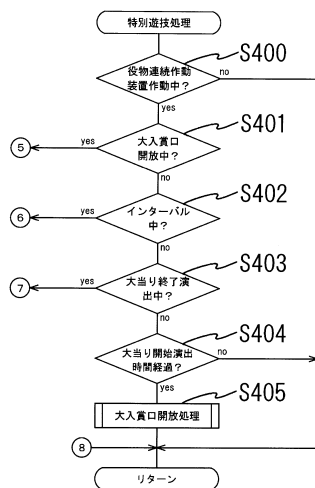 特別遊技処理
S400
役物連続作動
装置作動中?
no
yes
S401
大入賞口
開放中?
yes
⑤
no
S402
インターバル
中?
yes
⑥
no
S403
大当り終了演
出中?
yes
⑦
no
S404
大当り開始演出
時間経過?
no
yes
S405
大入賞口開放処理
⑧
リターン